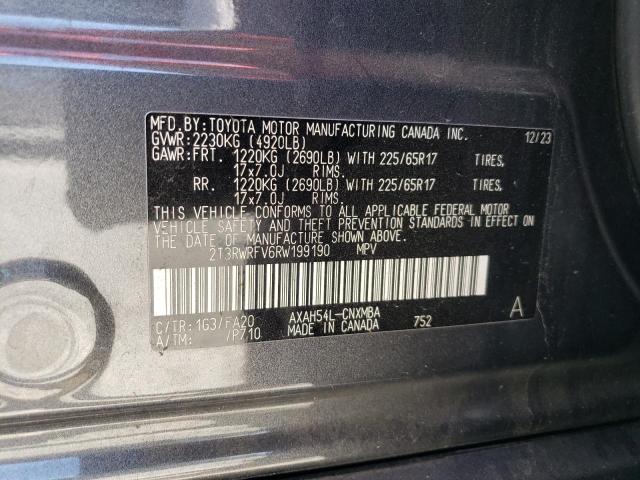 MFD.BY:TOYOTA MOTOR MANUFACTURING CANADA INC. 12/23
GVWR:2230KG (4920LB)
GAWR:FRT. 1220KG (2690LB) WITH 225/65R17 TIRES,
17x7.0J RIMS.
RR. 1220KG (2690LB) WITH 225/65R17 TIRES,
17x7.0J RIMS.
THIS VEHICLE CONFORMS TO ALL APPLICABLE FEDERAL MOTOR
VEHICLE SAFETY AND THEFT PREVENTION STANDARDS IN EFFECT ON
THE DATE OF MANUFACTURE SHOWN ABOVE.
2T3RWRFV6RW199190 MPV
C/TR:1G3/FA20 AXAH54L-CNXMBA 752 A
A/TM: /P710 MADE IN CANADA